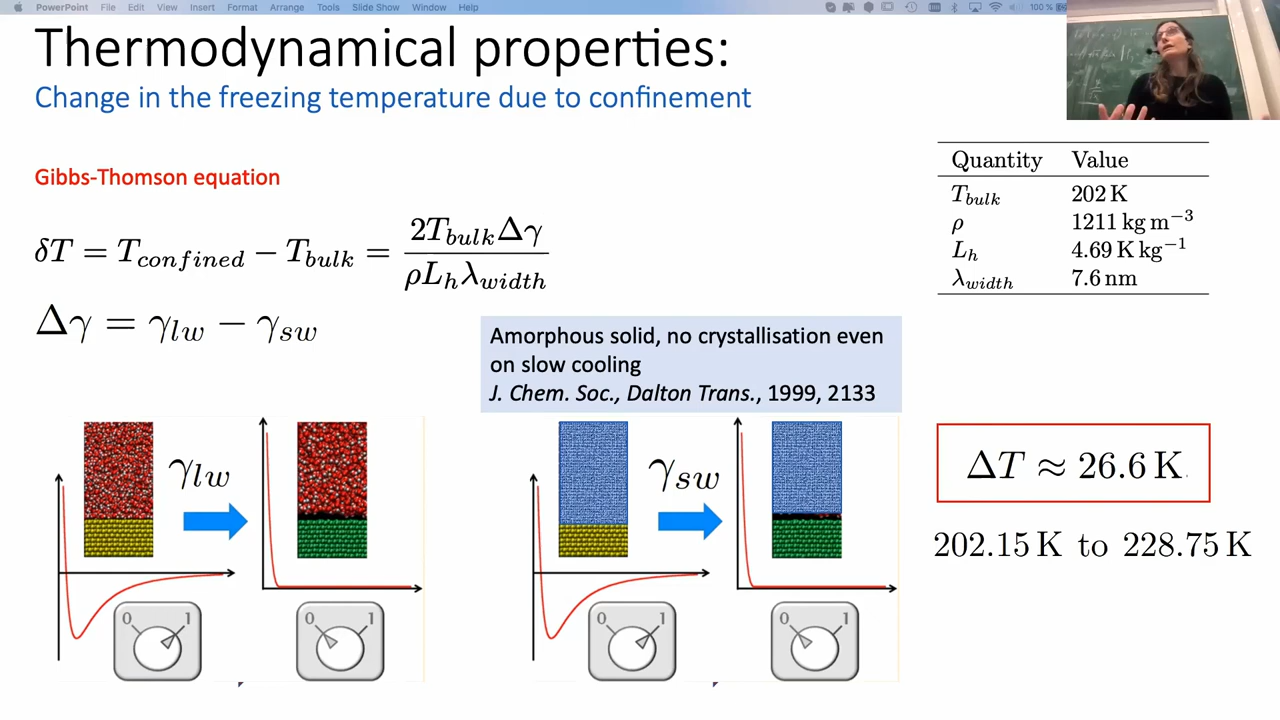 PowerPoint File Edit View Insert Format Arrange Tools Slide Show Window Help 100 %
Thermodynamical properties:
Change in the freezing temperature due to confinement
Gibbs-Thomson equation
δT = T_confined − T_bulk = 2T_bulkΔγ / ρL_hλ_width
Δγ = γ_lw − γ_sw
Quantity Value
T_bulk 202 K
ρ 1211 kg m⁻³
L_h 4.69 K kg⁻¹
λ_width 7.6 nm
Amorphous solid, no crystallisation even
on slow cooling
J. Chem. Soc., Dalton Trans., 1999, 2133
γ_lw
0 1
0 1
γ_sw
0 1
0 1
ΔT ≈ 26.6 K
202.15 K to 228.75 K